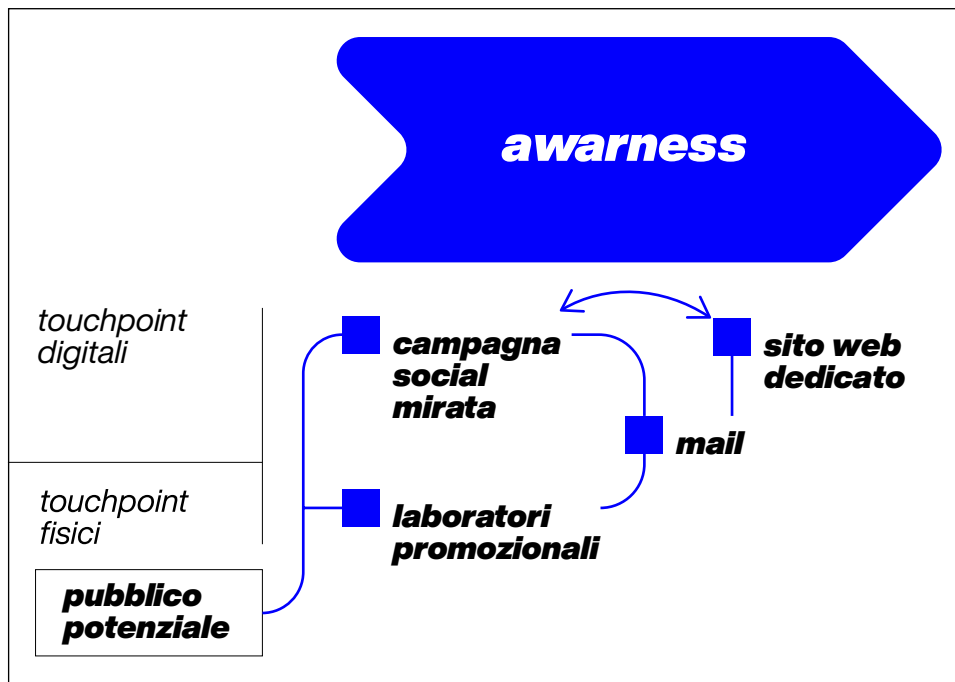 awarness
touchpoint
digitali
campagna
social
mirata
sito web
dedicato
mail
touchpoint
fisici
laboratori
promozionali
pubblico
potenziale